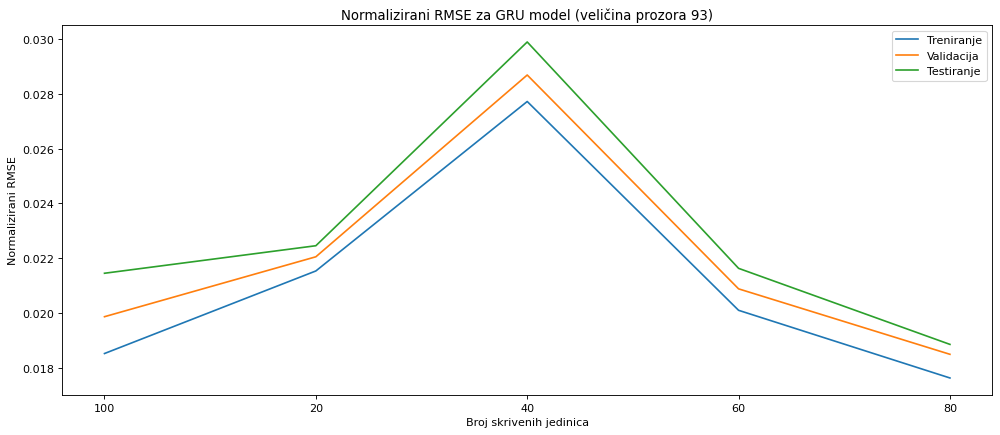 Normalizirani RMSE za GRU model (veličina prozora 93)
Treniranje
Validacija
Testiranje
Normalizirani RMSE
0.030
0.028
0.026
0.024
0.022
0.020
0.018
100 20 40 60 80
Broj skrivenih jedinica